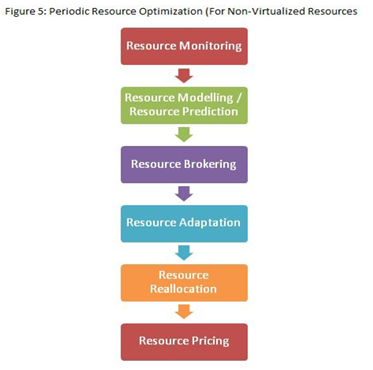 Figure 5: Periodic Resource Optimization (For Non-Virtualized Resources
Resource Monitoring
Resource Modelling /
Resource Prediction
Resource Brokering
Resource Adaptation
Resource
Reallocation
Resource Pricing